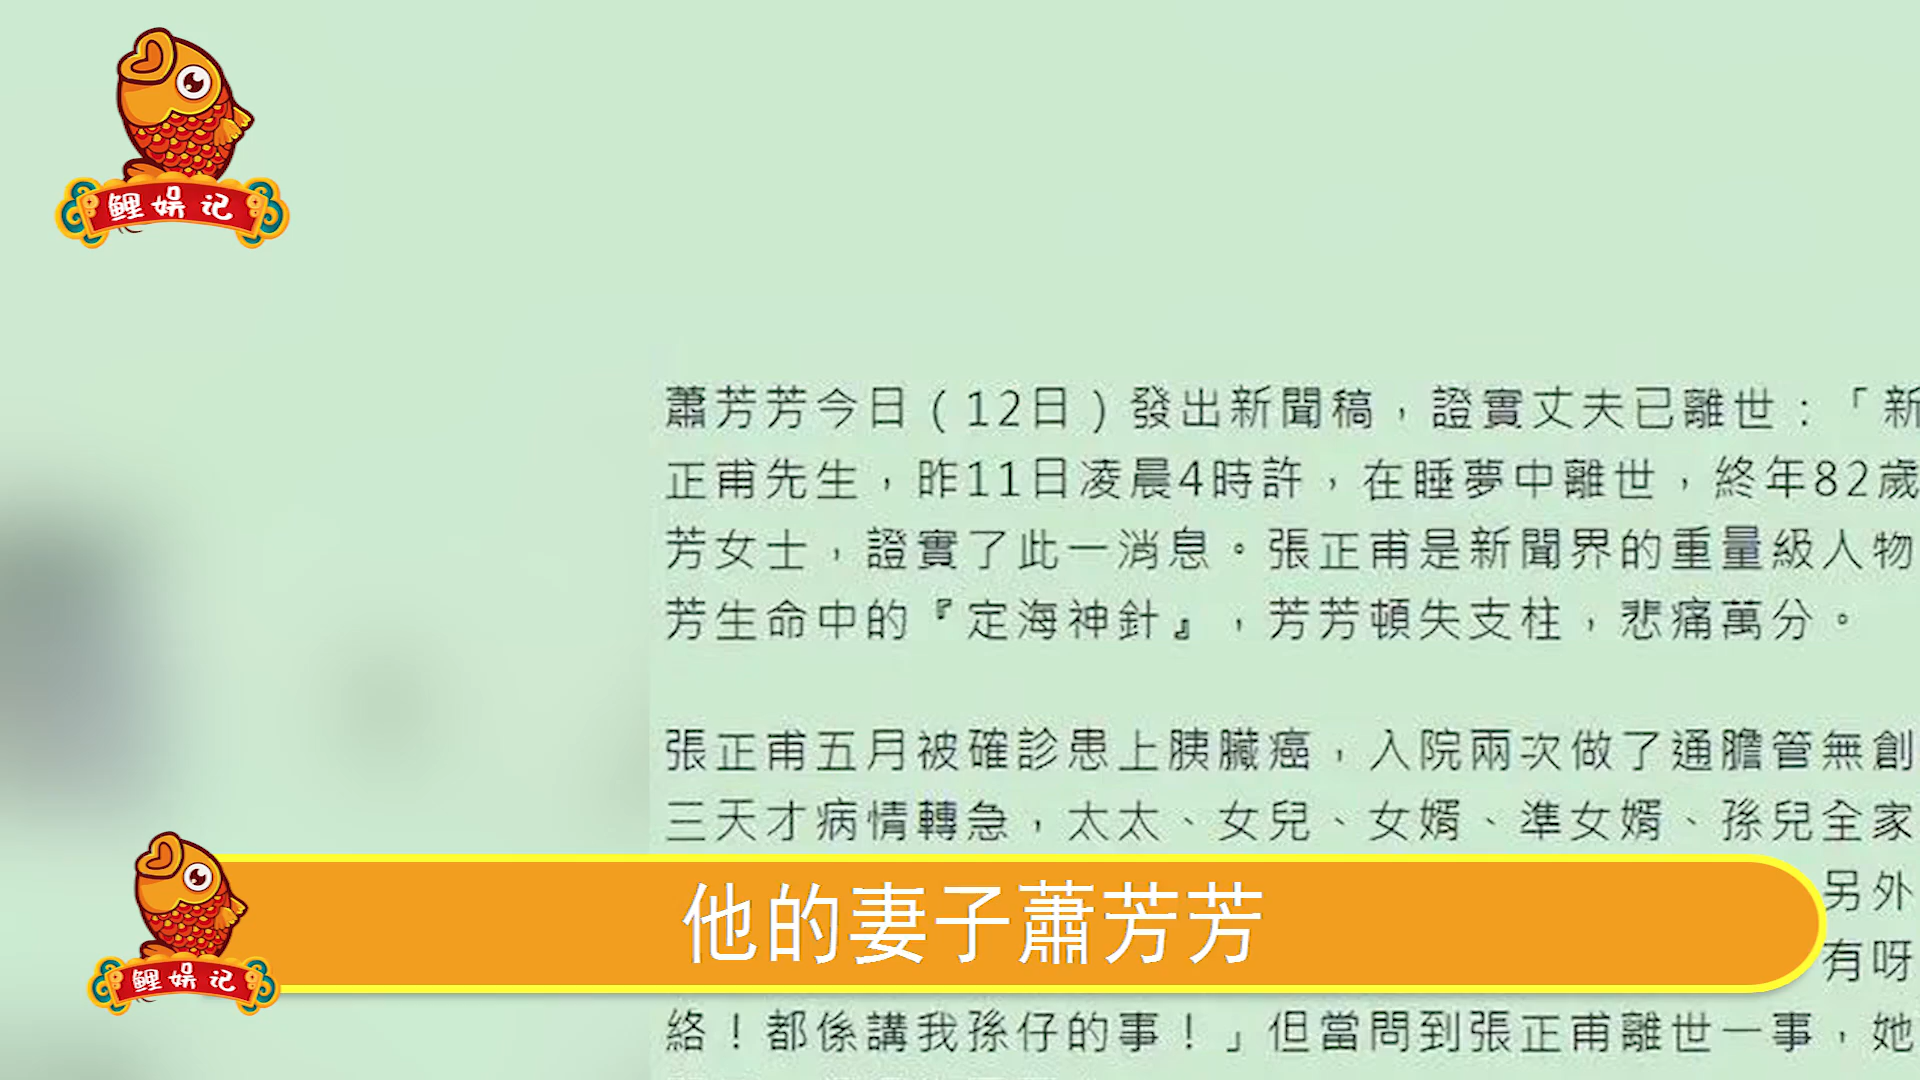 鲤娱记
蕭芳芳今日（12日）發出新聞稿，證實丈夫已離世：「新
正甫先生，昨11日凌晨4時許，在睡夢中離世，終年82歲
芳女士，證實了此一消息。張正甫是新聞界的重量級人物
芳生命中的『定海神針』，芳芳頓失支柱，悲痛萬分。
張正甫五月被確診患上胰臟癌，入院兩次做了通膽管無創
三天才病情轉急，太太、女兒、女婿、準女婿、孫兒全家
另外
他的妻子蕭芳芳
有呀
鲤娱记
絡！都係講我孫仔的事！」但當問到張正甫離世一事，她